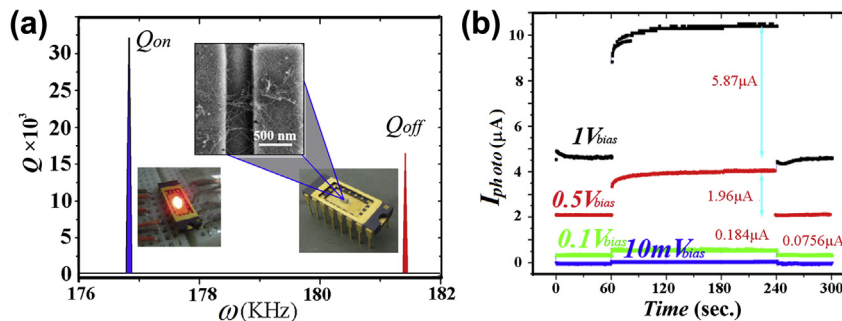 (a)
Q ×10³
30
25
20
15
10
5
0
Qon
Qoff
500 nm
176
178
180
182
ω(KHz)
(b)
Iphoto(μA)
10
8
6
4
2
0
5.87μA
1Vbias
0.5Vbias
1.96μA
0.1Vbias
0.184μA
10mVbias
0.0756μA
0
60
120
180
240
300
Time (sec.)